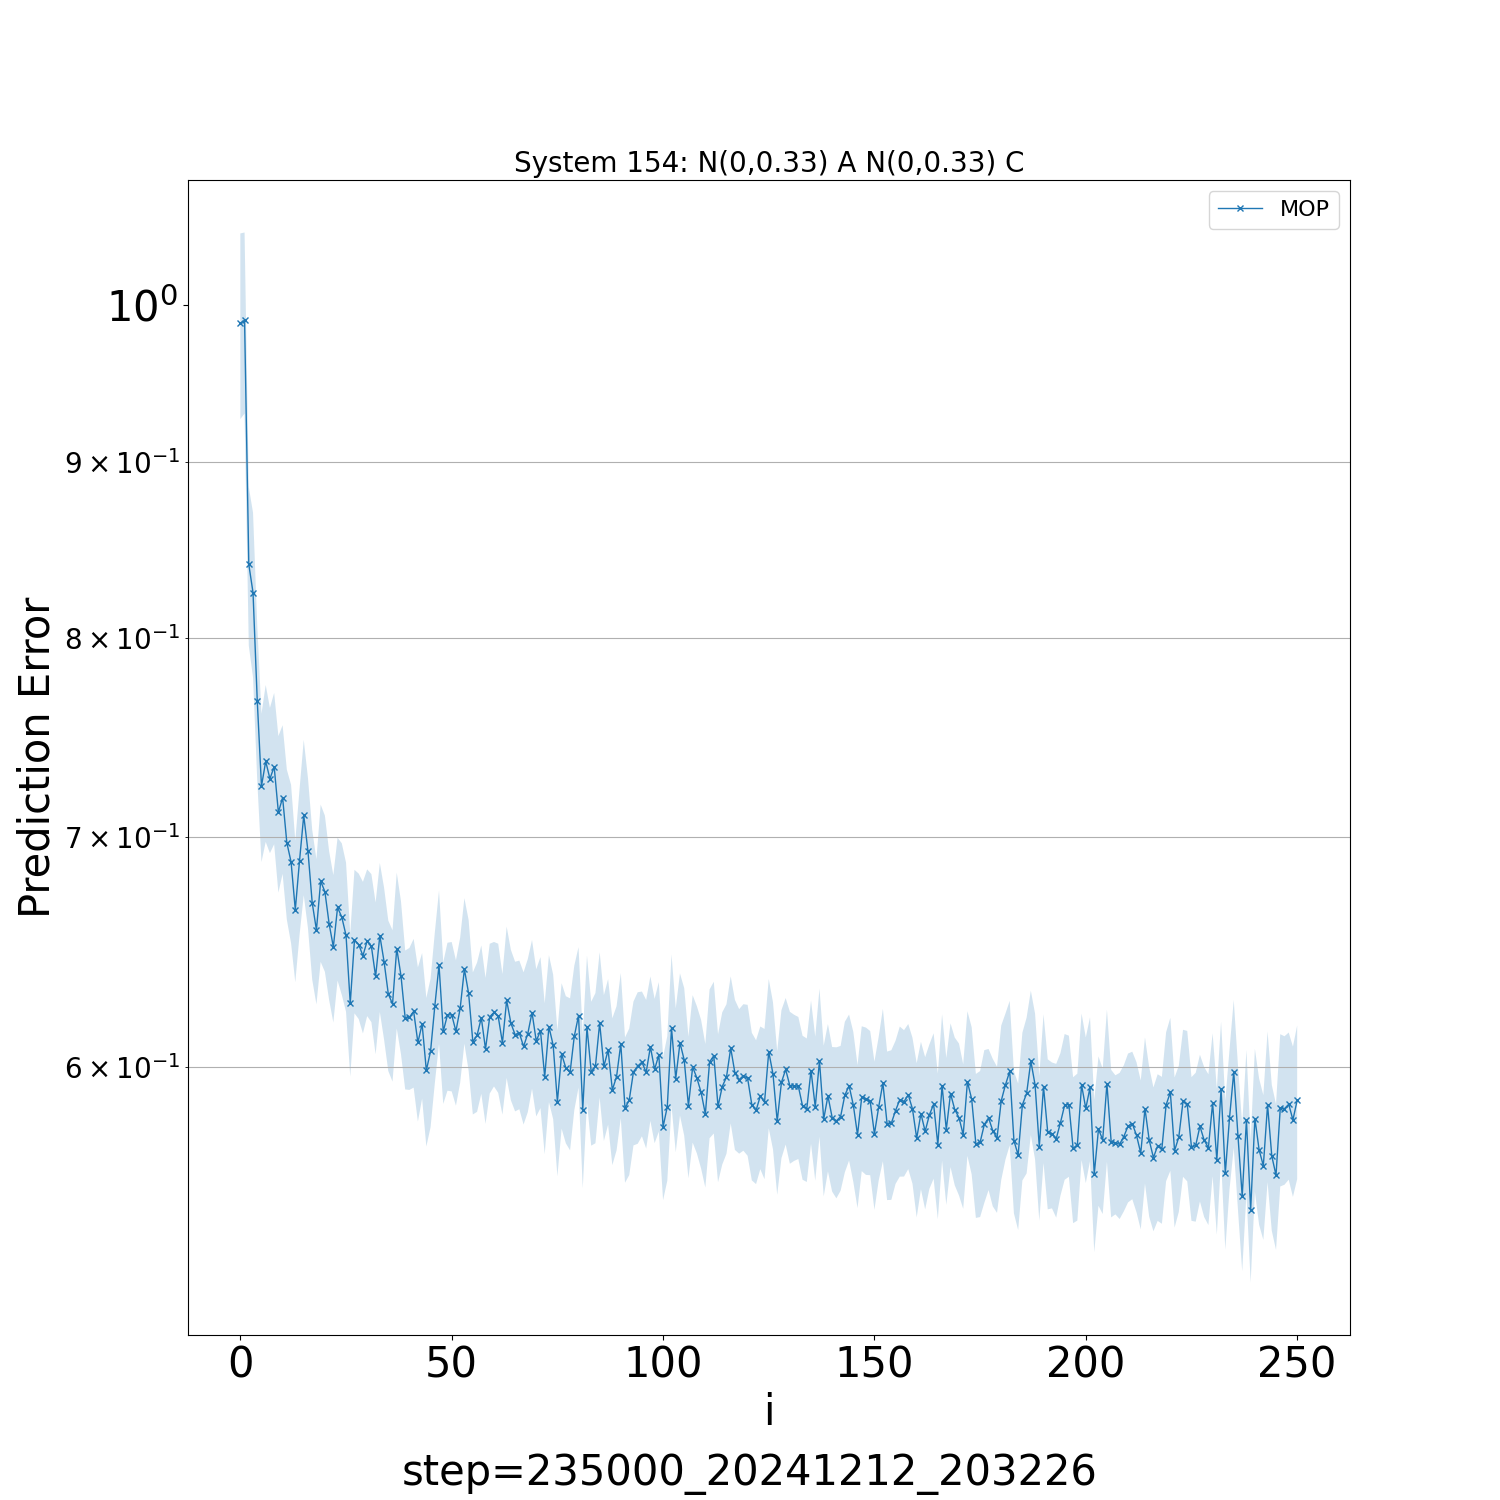 System 154: N(0,0.33) A N(0,0.33) C
MOP
10⁰
9 × 10⁻¹
8 × 10⁻¹
7 × 10⁻¹
6 × 10⁻¹
Prediction Error
0 50 100 150 200 250
i
step=235000_20241212_203226